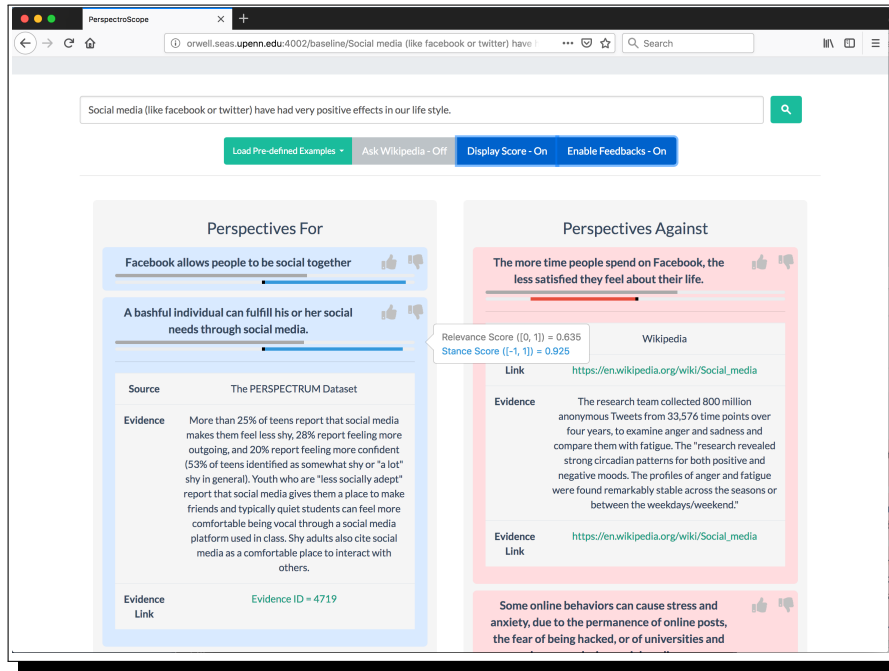 PerspectroScope
orwell.seas.upenn.edu:4002/baseline/Social media (like facebook or twitter) have h
Search
Social media (like facebook or twitter) have had very positive effects in our life style.
Load Pre-defined Examples
Ask Wikipedia - Off
Display Score - On
Enable Feedbacks - On
Perspectives For
Facebook allows people to be social together
A bashful individual can fulfill his or her social
needs through social media.
Source
The PERSPECTRUM Dataset
Evidence
More than 25% of teens report that social media
makes them feel less shy, 28% report feeling more
outgoing, and 20% report feeling more confident
(53% of teens identified as somewhat shy or "a lot"
shy in general). Youth who are "less socially adept"
report that social media gives them a place to make
friends and typically quiet students can feel more
comfortable being vocal through a social media
platform used in class. Shy adults also cite social
media as a comfortable place to interact with
others.
Evidence
Link
Evidence ID = 4719
Relevance Score ([0, 1]) = 0.635
Stance Score ([-1, 1]) = 0.925
Perspectives Against
The more time people spend on Facebook, the
less satisfied they feel about their life.
Wikipedia
Link
https://en.wikipedia.org/wiki/Social_media
Evidence
The research team collected 800 million
anonymous Tweets from 33,576 time points over
four years, to examine anger and sadness and
compare them with fatigue. The "research revealed
strong circadian patterns for both positive and
negative moods. The profiles of anger and fatigue
were found remarkably stable across the seasons or
between the weekdays/weekend."
Evidence
Link
https://en.wikipedia.org/wiki/Social_media
Some online behaviors can cause stress and
anxiety, due to the permanence of online posts,
the fear of being hacked, or of universities and